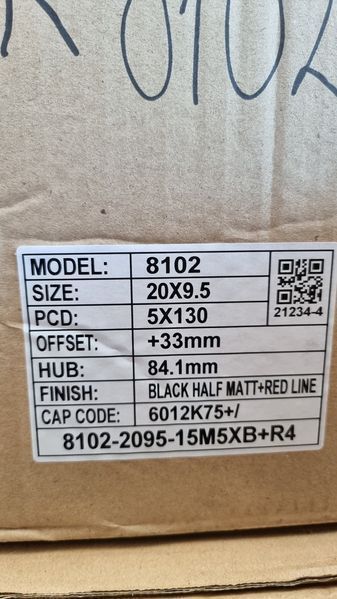 8102
MODEL: 8102
SIZE: 20X9.5
PCD: 5X130
21234-4
OFFSET: +33mm
HUB: 84.1mm
FINISH: BLACK HALF MATT+RED LINE
CAP CODE: 6012K75+/
8102-2095-15M5XB+R4